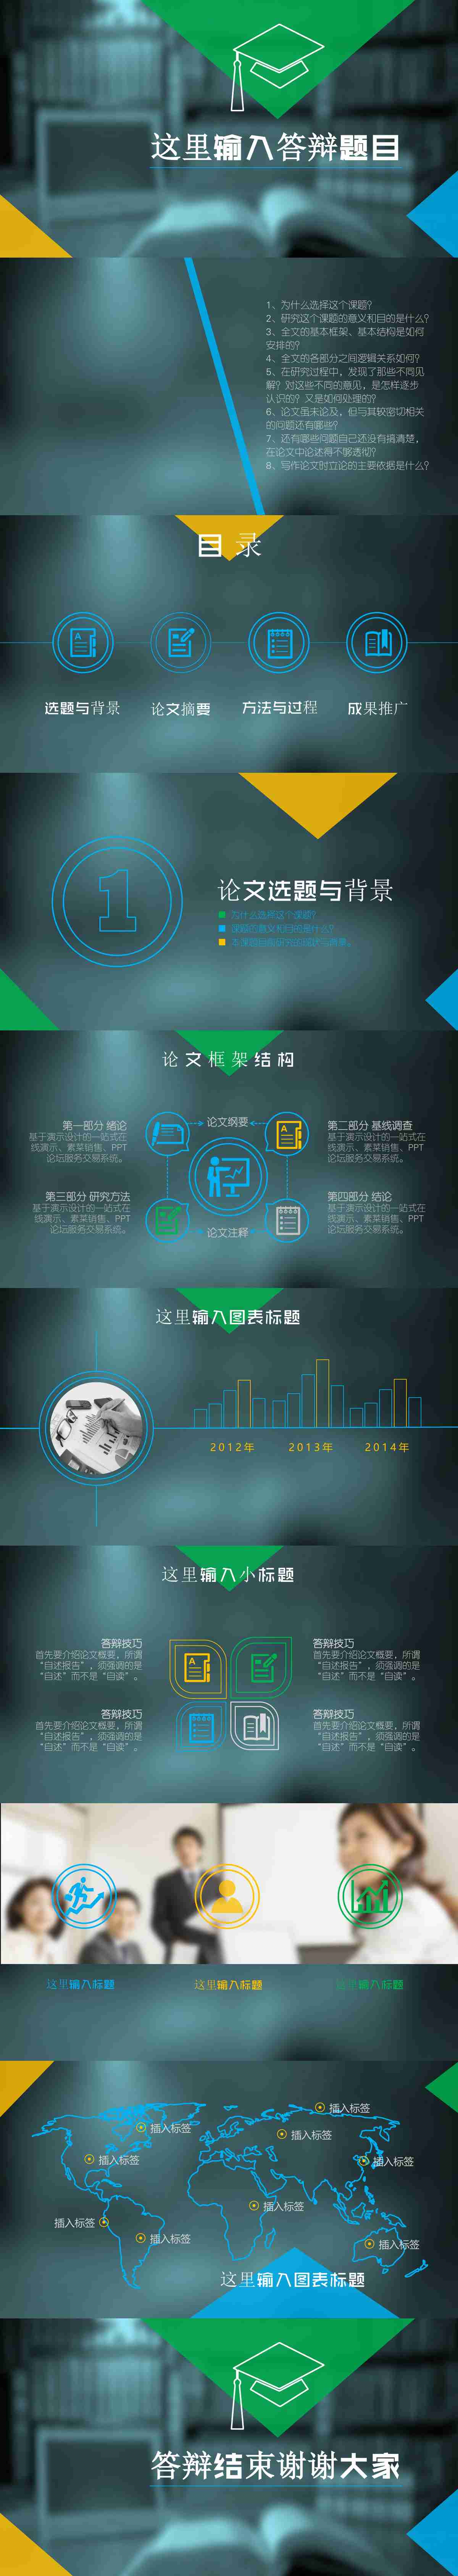 这里输入答辩题目
1、为什么选择这个课题？
2、研究这个课题的意义和目的是什么？
3、全文的基本框架、基本结构是如何
安排的？
4、全文的各部分之间逻辑关系如何？
5、在研究过程中，发现了那些不同见
解？对这些不同的意见，是怎样逐步
认识的？又是如何处理的？
6、论文虽未论及，但与其较密切相关
的问题还有哪些？
7、还有哪些问题自己还没有搞清楚，
在论文中论述得不够透彻？
8、写作论文时立论的主要依据是什么？
目 录
选题与背景
论文摘要
方法与过程
成果推广
1
论文选题与背景
为什么选择这个课题？
课题的意义和目的是什么？
论文框架结构
第一部分 绪论
基于演示设计的一站式在
线演示、素菜销售、PPT
论坛服务交易系统。
论文纲要
第二部分 基线调查
基于演示设计的一站式在
线演示、素菜销售、PPT
论坛服务交易系统。
第三部分 研究方法
基于演示设计的一站式在
线演示、素菜销售、PPT
论坛服务交易系统。
论文注释
第四部分 结论
基于演示设计的一站式在
线演示、素菜销售、PPT
论坛服务交易系统。
这里输入图表标题
2012年
2013年
2014年
这里输入小标题
答辩技巧
首先要介绍论文概要，所谓
“自述报告”，须强调的是
“自述”而不是“自读”。
答辩技巧
首先要介绍论文概要，所谓
“自述报告”，须强调的是
“自述”而不是“自读”。
答辩技巧
首先要介绍论文概要，所谓
“自述报告”，须强调的是
“自述”而不是“自读”。
答辩技巧
首先要介绍论文概要，所谓
“自述报告”，须强调的是
“自述”而不是“自读”。
这里输入标题
这里输入标题
这里输入标题
插入标签
插入标签
插入标签
插入标签
插入标签
插入标签
插入标签
插入标签
插入标签
这里输入图表标题
答辩结束谢谢大家